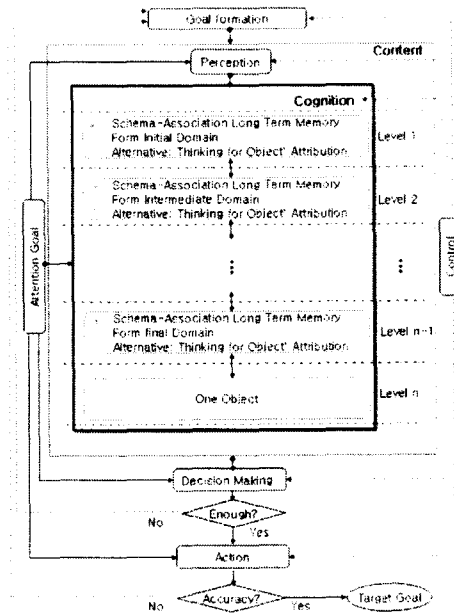 Goal formation
Content
Perception
Cognition
Schema-Association Long Term Memory
Form Initial Domain
Alternative: Thinking for Object' Attribution
Level 1
Schema-Association Long Term Memory
Form Intermediate Domain
Alternative: Thinking for Object' Attribution
Level 2
Attention Goal
Control
Schema-Association Long Term Memory
Form final Domain
Alternative: Thinking for Object' Attribution
Level n-1
One Object
Level n
Decision Making
Enough?
No
Yes
Action
Accuracy?
No
Yes
Target Goal